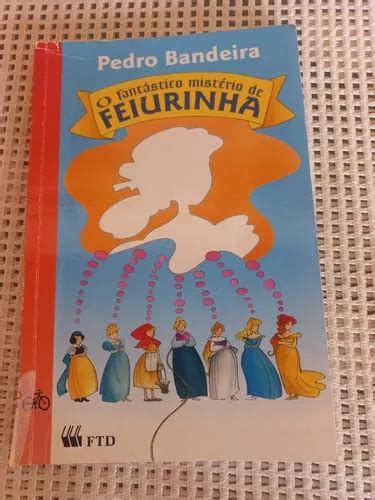 Pedro Bandeira
O fantástico mistério de
FEIURINHA
FTD